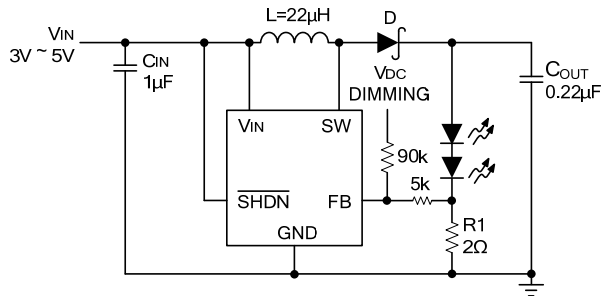 L=22µH
D
VIN
3V ~ 5V
CIN
1µF
VDC
DIMMING
COUT
0.22µF
VIN
SW
90k
5k
SHDN
FB
GND
R1
2Ω